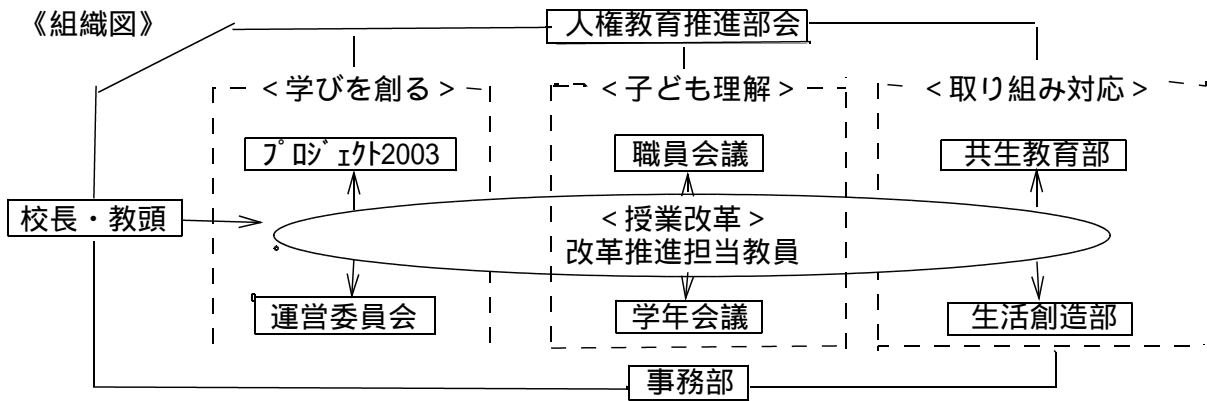 《組織図》
人権教育推進部会
<学びを創る>
<子ども理解>
<取り組み対応>
ﾌﾟﾛｼﾞｪｸﾄ2003
職員会議
共生教育部
校長・教頭
<授業改革>
改革推進担当教員
運営委員会
学年会議
生活創造部
事務部